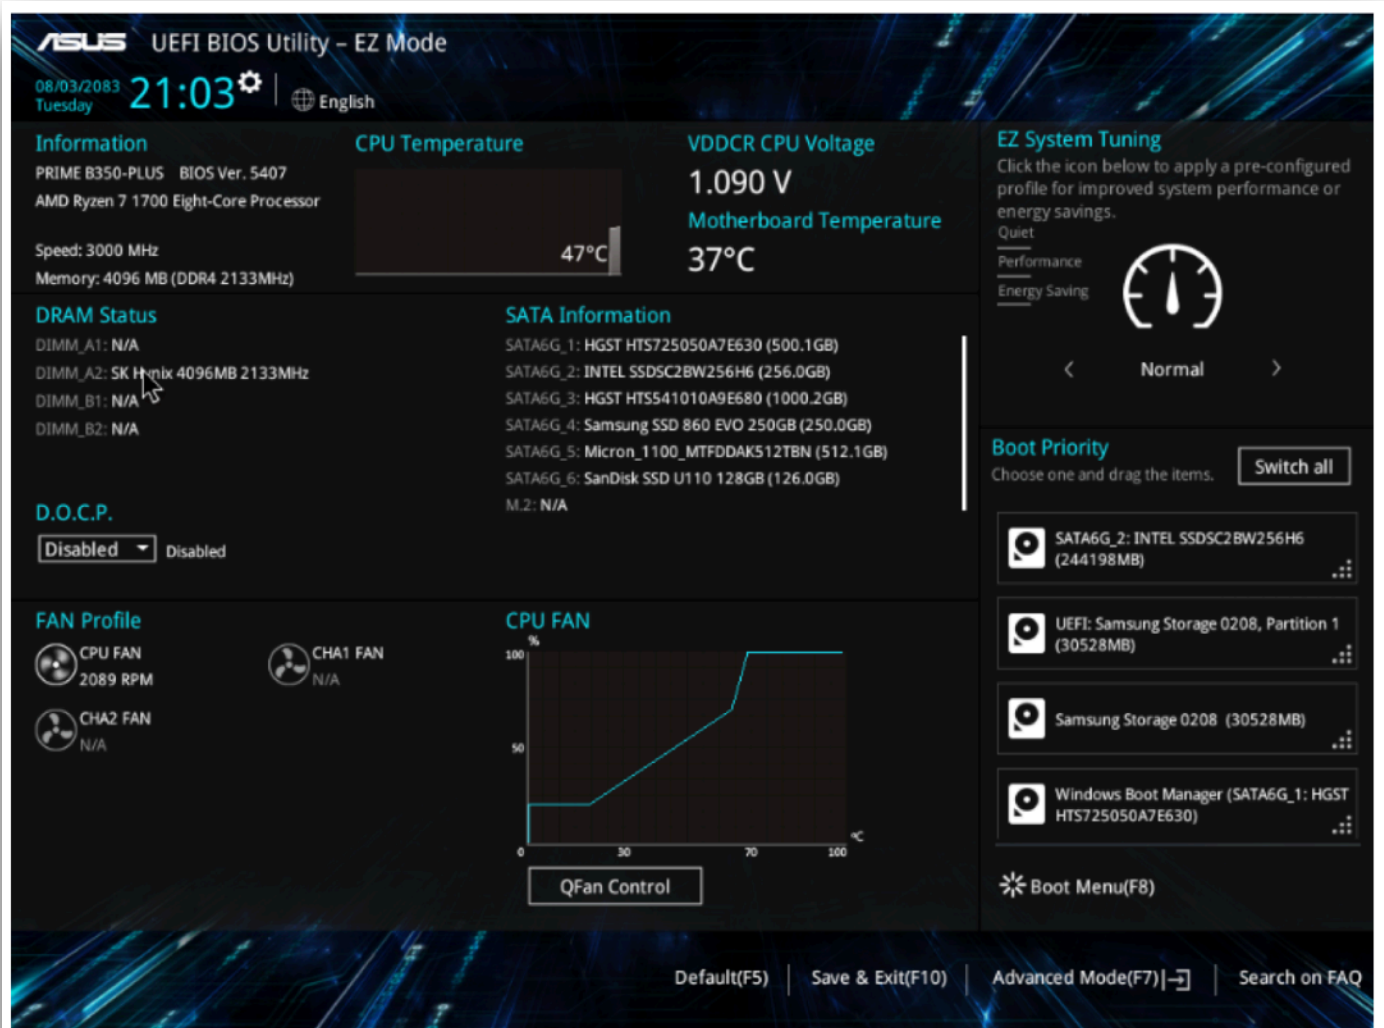 ASUS UEFI BIOS Utility – EZ Mode
08/03/2083
Tuesday
21:03
English
Information
PRIME B350-PLUS BIOS Ver. 5407
AMD Ryzen 7 1700 Eight-Core Processor
Speed: 3000 MHz
Memory: 4096 MB (DDR4 2133MHz)
CPU Temperature
47°C
VDDCR CPU Voltage
1.090 V
Motherboard Temperature
37°C
EZ System Tuning
Click the icon below to apply a pre-configured
profile for improved system performance or
energy savings.
Quiet
Performance
Energy Saving
Normal
DRAM Status
DIMM_A1: N/A
DIMM_A2: SK Hynix 4096MB 2133MHz
DIMM_B1: N/A
DIMM_B2: N/A
SATA Information
SATA6G_1: HGST HTS725050A7E630 (500.1GB)
SATA6G_2: INTEL SSDSC2BW256H6 (256.0GB)
SATA6G_3: HGST HTS541010A9E680 (1000.2GB)
SATA6G_4: Samsung SSD 860 EVO 250GB (250.0GB)
SATA6G_5: Micron_1100_MTFDDAK512TBN (512.1GB)
SATA6G_6: SanDisk SSD U110 128GB (126.0GB)
M.2: N/A
D.O.C.P.
Disabled Disabled
Boot Priority
Choose one and drag the items.
Switch all
SATA6G_2: INTEL SSDSC2BW256H6
(244198MB)
UEFI: Samsung Storage 0208, Partition 1
(30528MB)
Samsung Storage 0208 (30528MB)
Windows Boot Manager (SATA6G_1: HGST
HTS725050A7E630)
Boot Menu(F8)
FAN Profile
CPU FAN
2089 RPM
CHA1 FAN
N/A
CHA2 FAN
N/A
CPU FAN
%
100
50
°C
0 30 70 100
QFan Control
Default(F5) Save & Exit(F10) Advanced Mode(F7) Search on FAQ